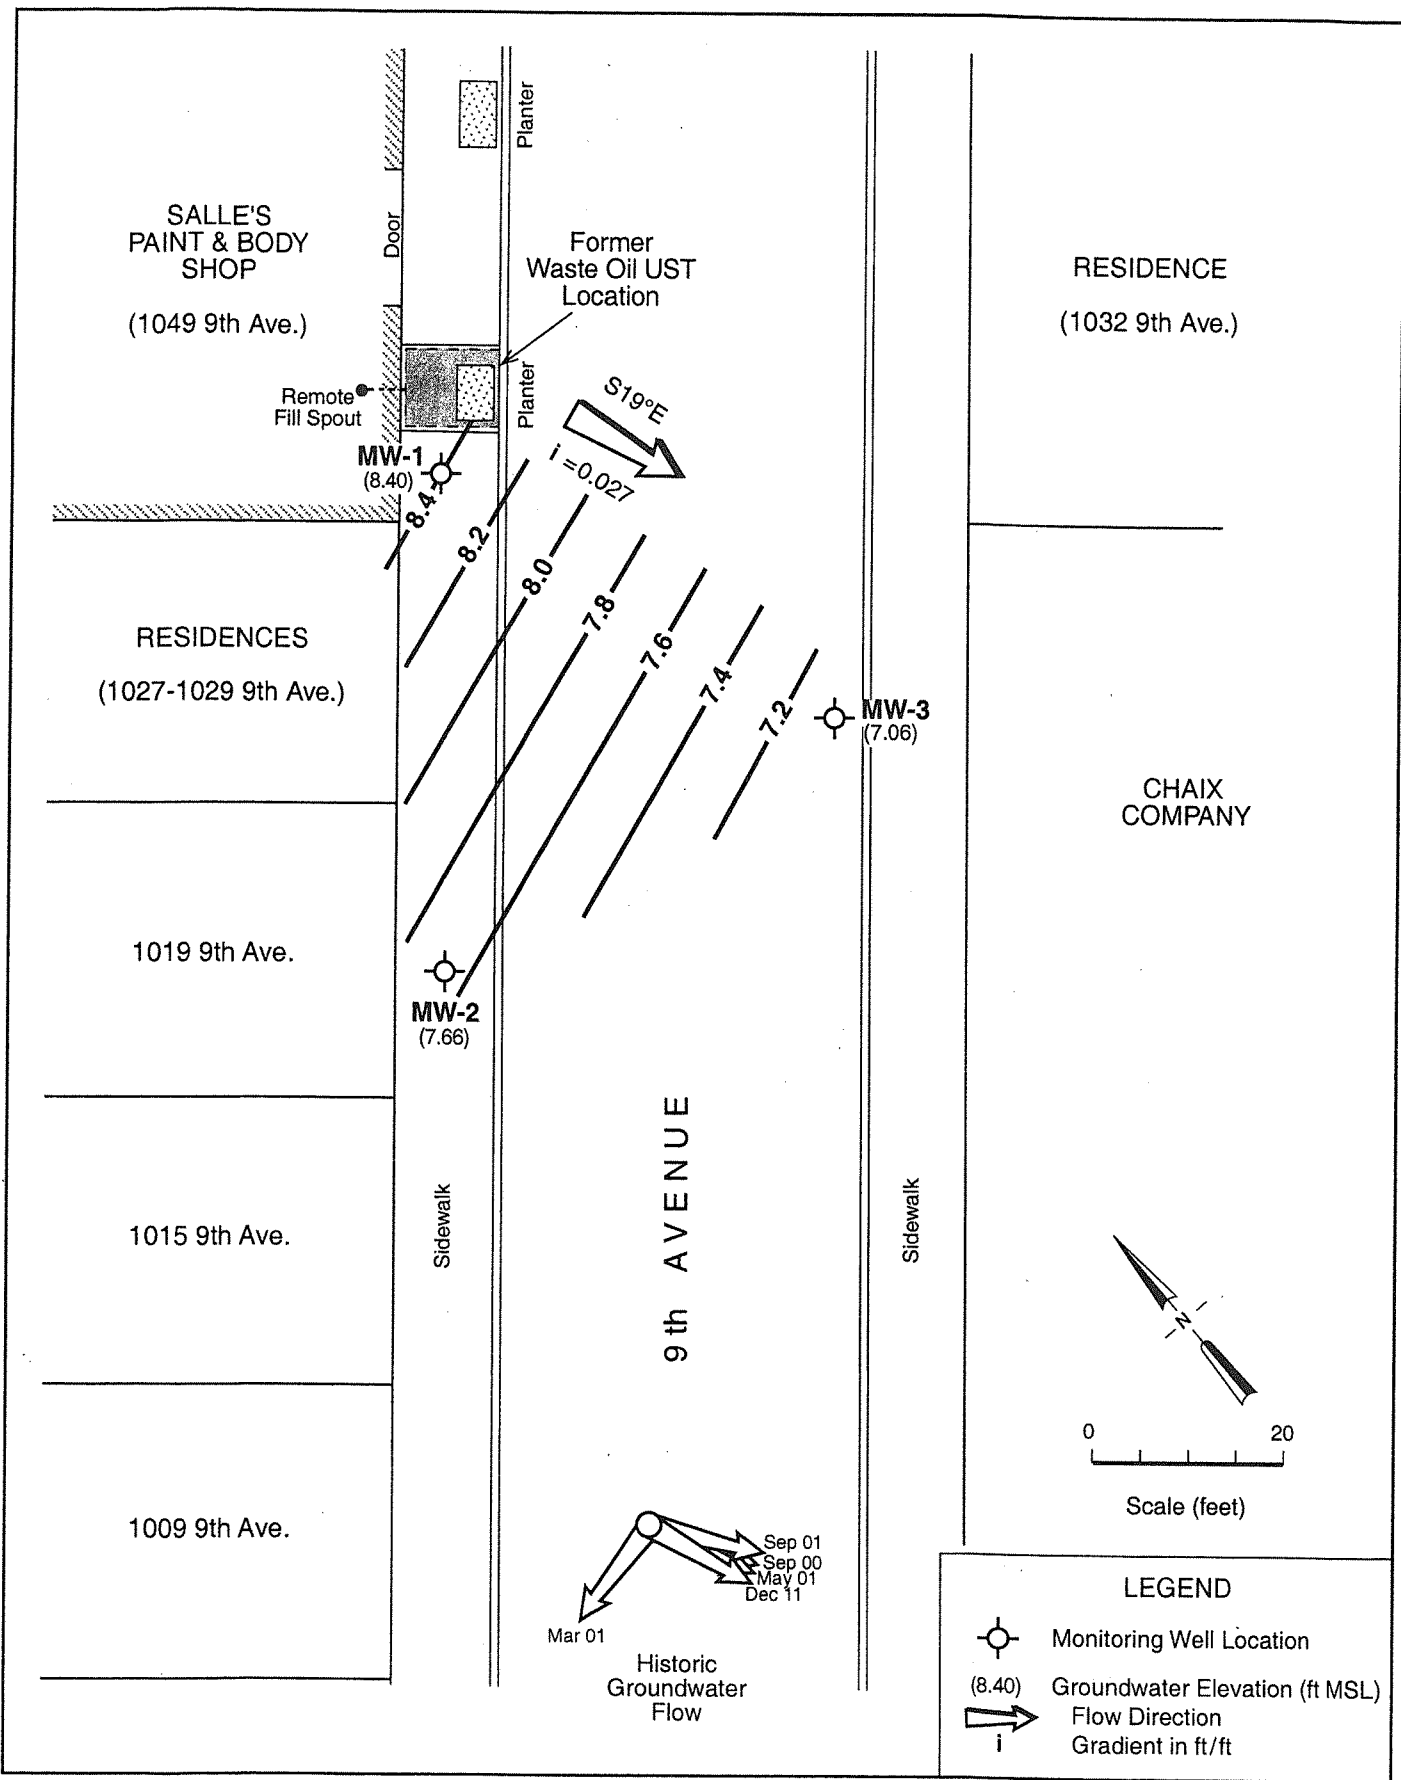 Planter
SALLE'S
PAINT & BODY
SHOP
(1049 9th Ave.)
Door
Former
Waste Oil UST
Location
RESIDENCE
(1032 9th Ave.)
Remote
Fill Spout
Planter
S19°E
i =0.027
MW-1
(8.40)
8.4
8.2
8.0
7.8
7.6
7.4
7.2
RESIDENCES
(1027-1029 9th Ave.)
MW-3
(7.06)
CHAIX
COMPANY
1019 9th Ave.
MW-2
(7.66)
9th AVENUE
Sidewalk
Sidewalk
1015 9th Ave.
N
0 20
Scale (feet)
1009 9th Ave.
Sep 01
Sep 00
May 01
Dec 11
Mar 01
Historic
Groundwater
Flow
LEGEND
Monitoring Well Location
(8.40) Groundwater Elevation (ft MSL)
Flow Direction
i Gradient in ft/ft